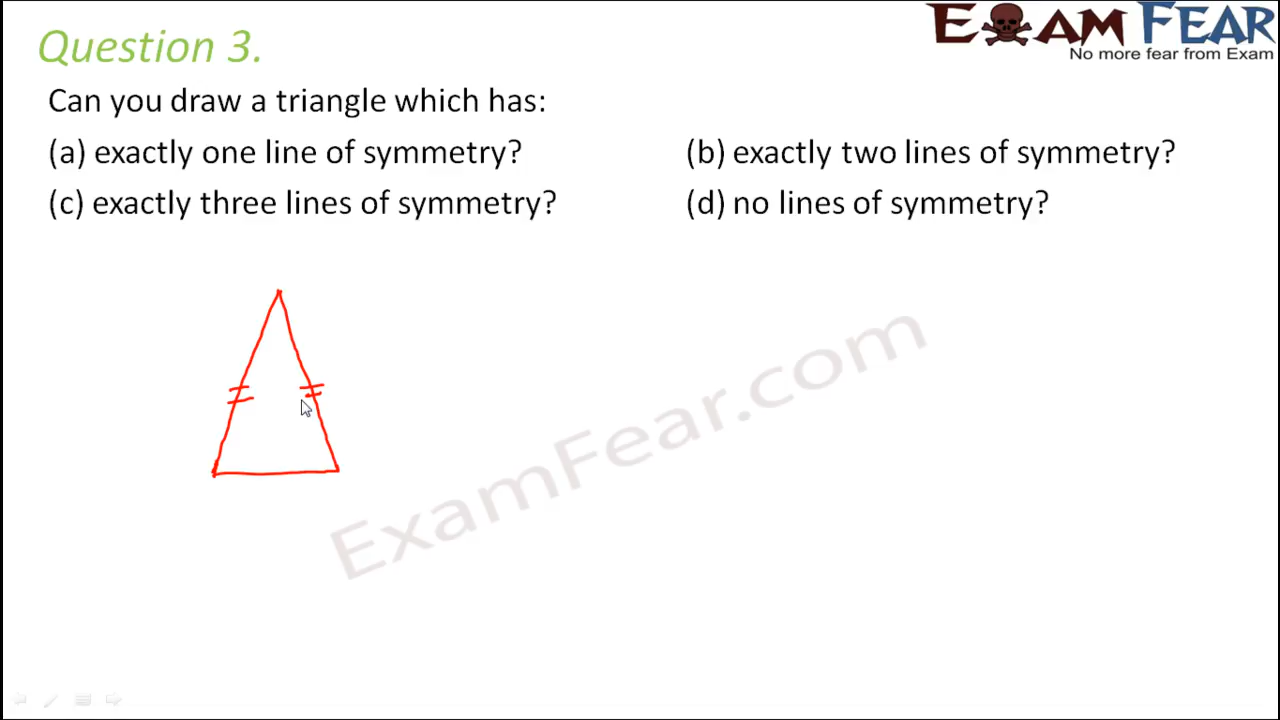 EXAM FEAR
No more fear from Exam
Question 3.
Can you draw a triangle which has:
(a) exactly one line of symmetry? (b) exactly two lines of symmetry?
(c) exactly three lines of symmetry? (d) no lines of symmetry?
ExamFear.com